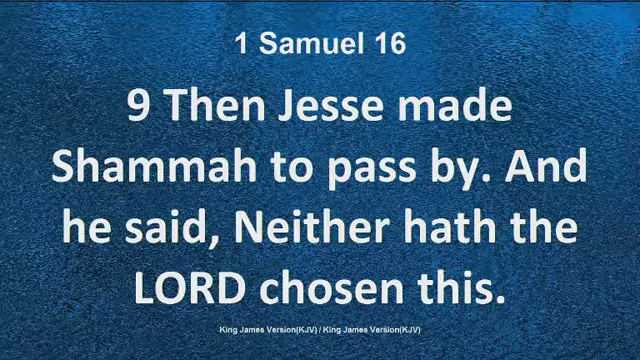 1 Samuel 16
9 Then Jesse made
Shammah to pass by. And
he said, Neither hath the
LORD chosen this.
King James Version(KJV) / King James Version(KJV)